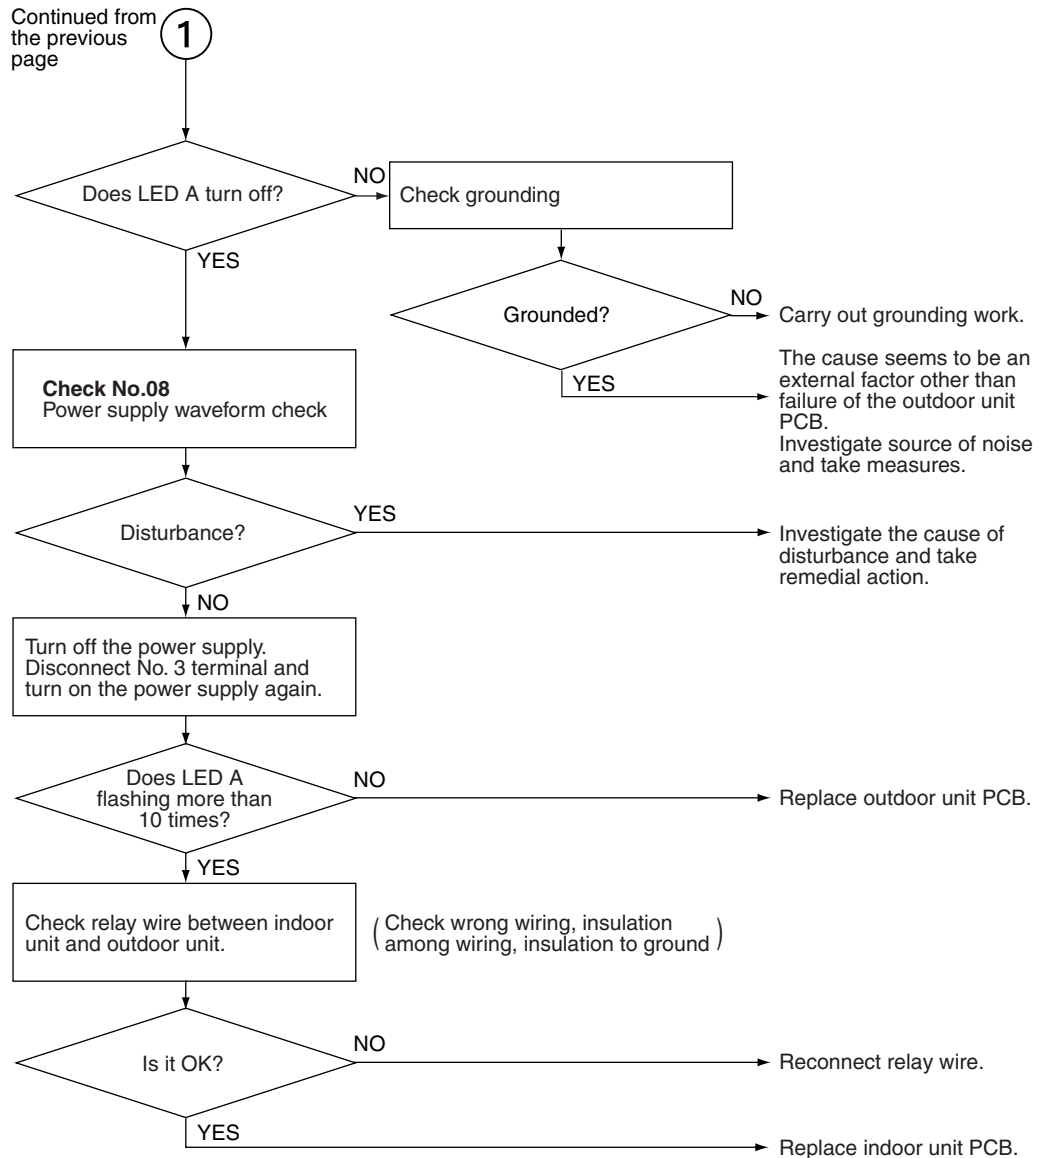 Continued from
the previous
page
1
Does LED A turn off?
NO
Check grounding
YES
Grounded?
NO
Carry out grounding work.
YES
The cause seems to be an
external factor other than
failure of the outdoor unit
PCB.
Investigate source of noise
and take measures.
Check No.08
Power supply waveform check
Disturbance?
YES
Investigate the cause of
disturbance and take
remedial action.
NO
Turn off the power supply.
Disconnect No. 3 terminal and
turn on the power supply again.
Does LED A
flashing more than
10 times?
NO
Replace outdoor unit PCB.
YES
Check relay wire between indoor
unit and outdoor unit.
( Check wrong wiring, insulation
among wiring, insulation to ground )
Is it OK?
NO
Reconnect relay wire.
YES
Replace indoor unit PCB.